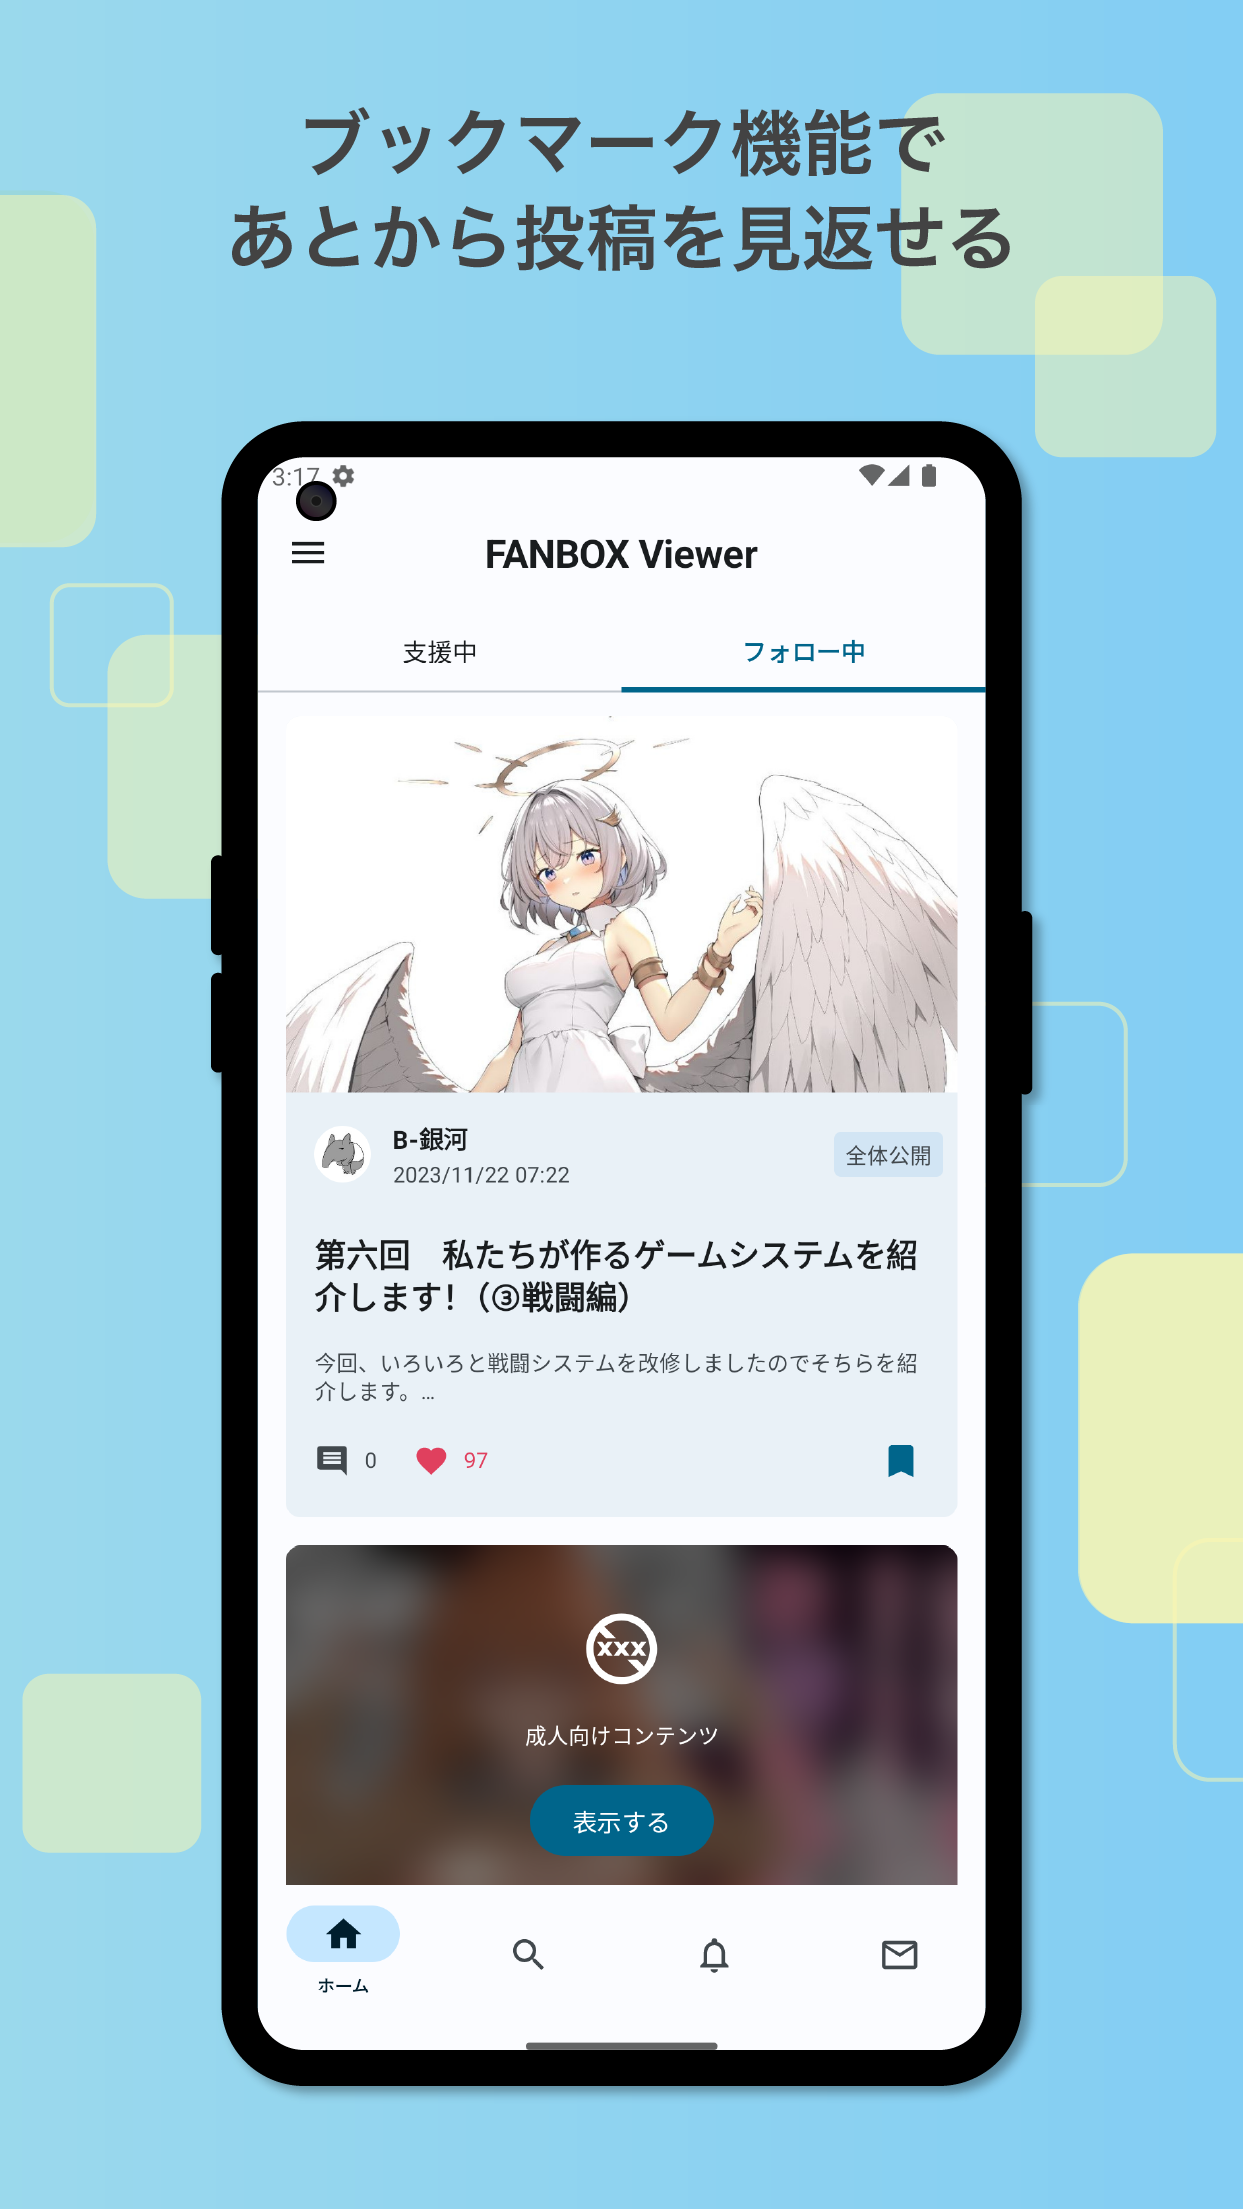 ブックマーク機能で
あとから投稿を見返せる
3:17
FANBOX Viewer
支援中
フォロー中
B-銀河
2023/11/22 07:22
全体公開
第六回　私たちが作るゲームシステムを紹
介します！（③戦闘編）
今回、いろいろと戦闘システムを改修しましたのでそちらを紹
介します。...
0
97
xxx
成人向けコンテンツ
表示する
ホーム